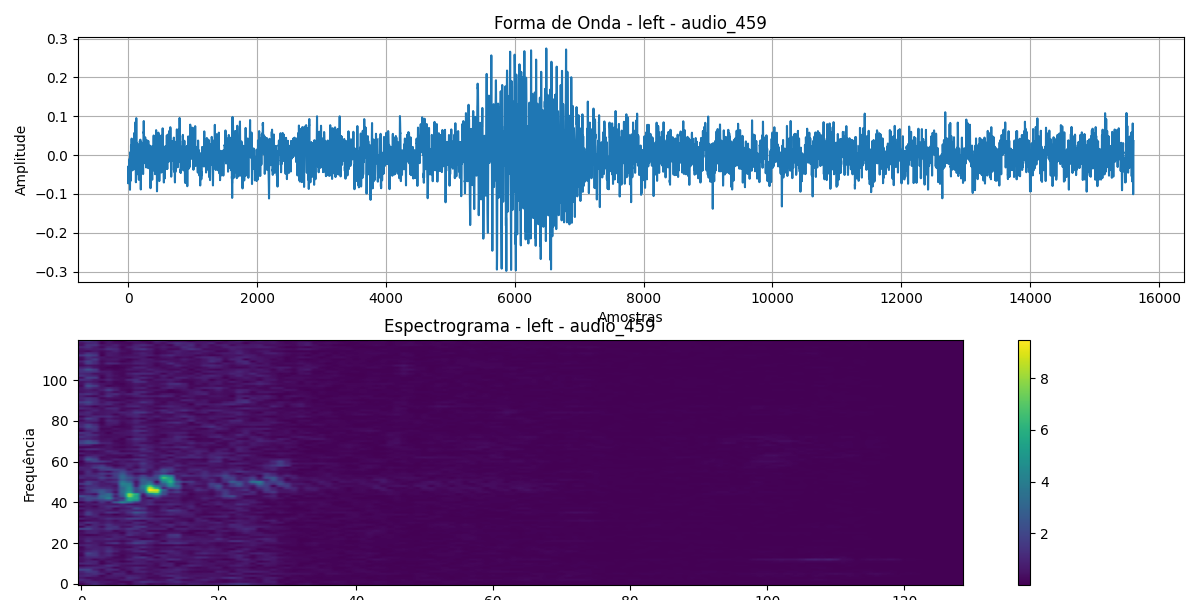 Forma de Onda - left - audio_459
Amplitude
0.3
0.2
0.1
0.0
−0.1
−0.2
−0.3
0 2000 4000 6000 8000 10000 12000 14000 16000
Amostras
Espectrograma - left - audio_459
Frequência
100
80
60
40
20
0
0 20 40 60 80 100 120
8
6
4
2